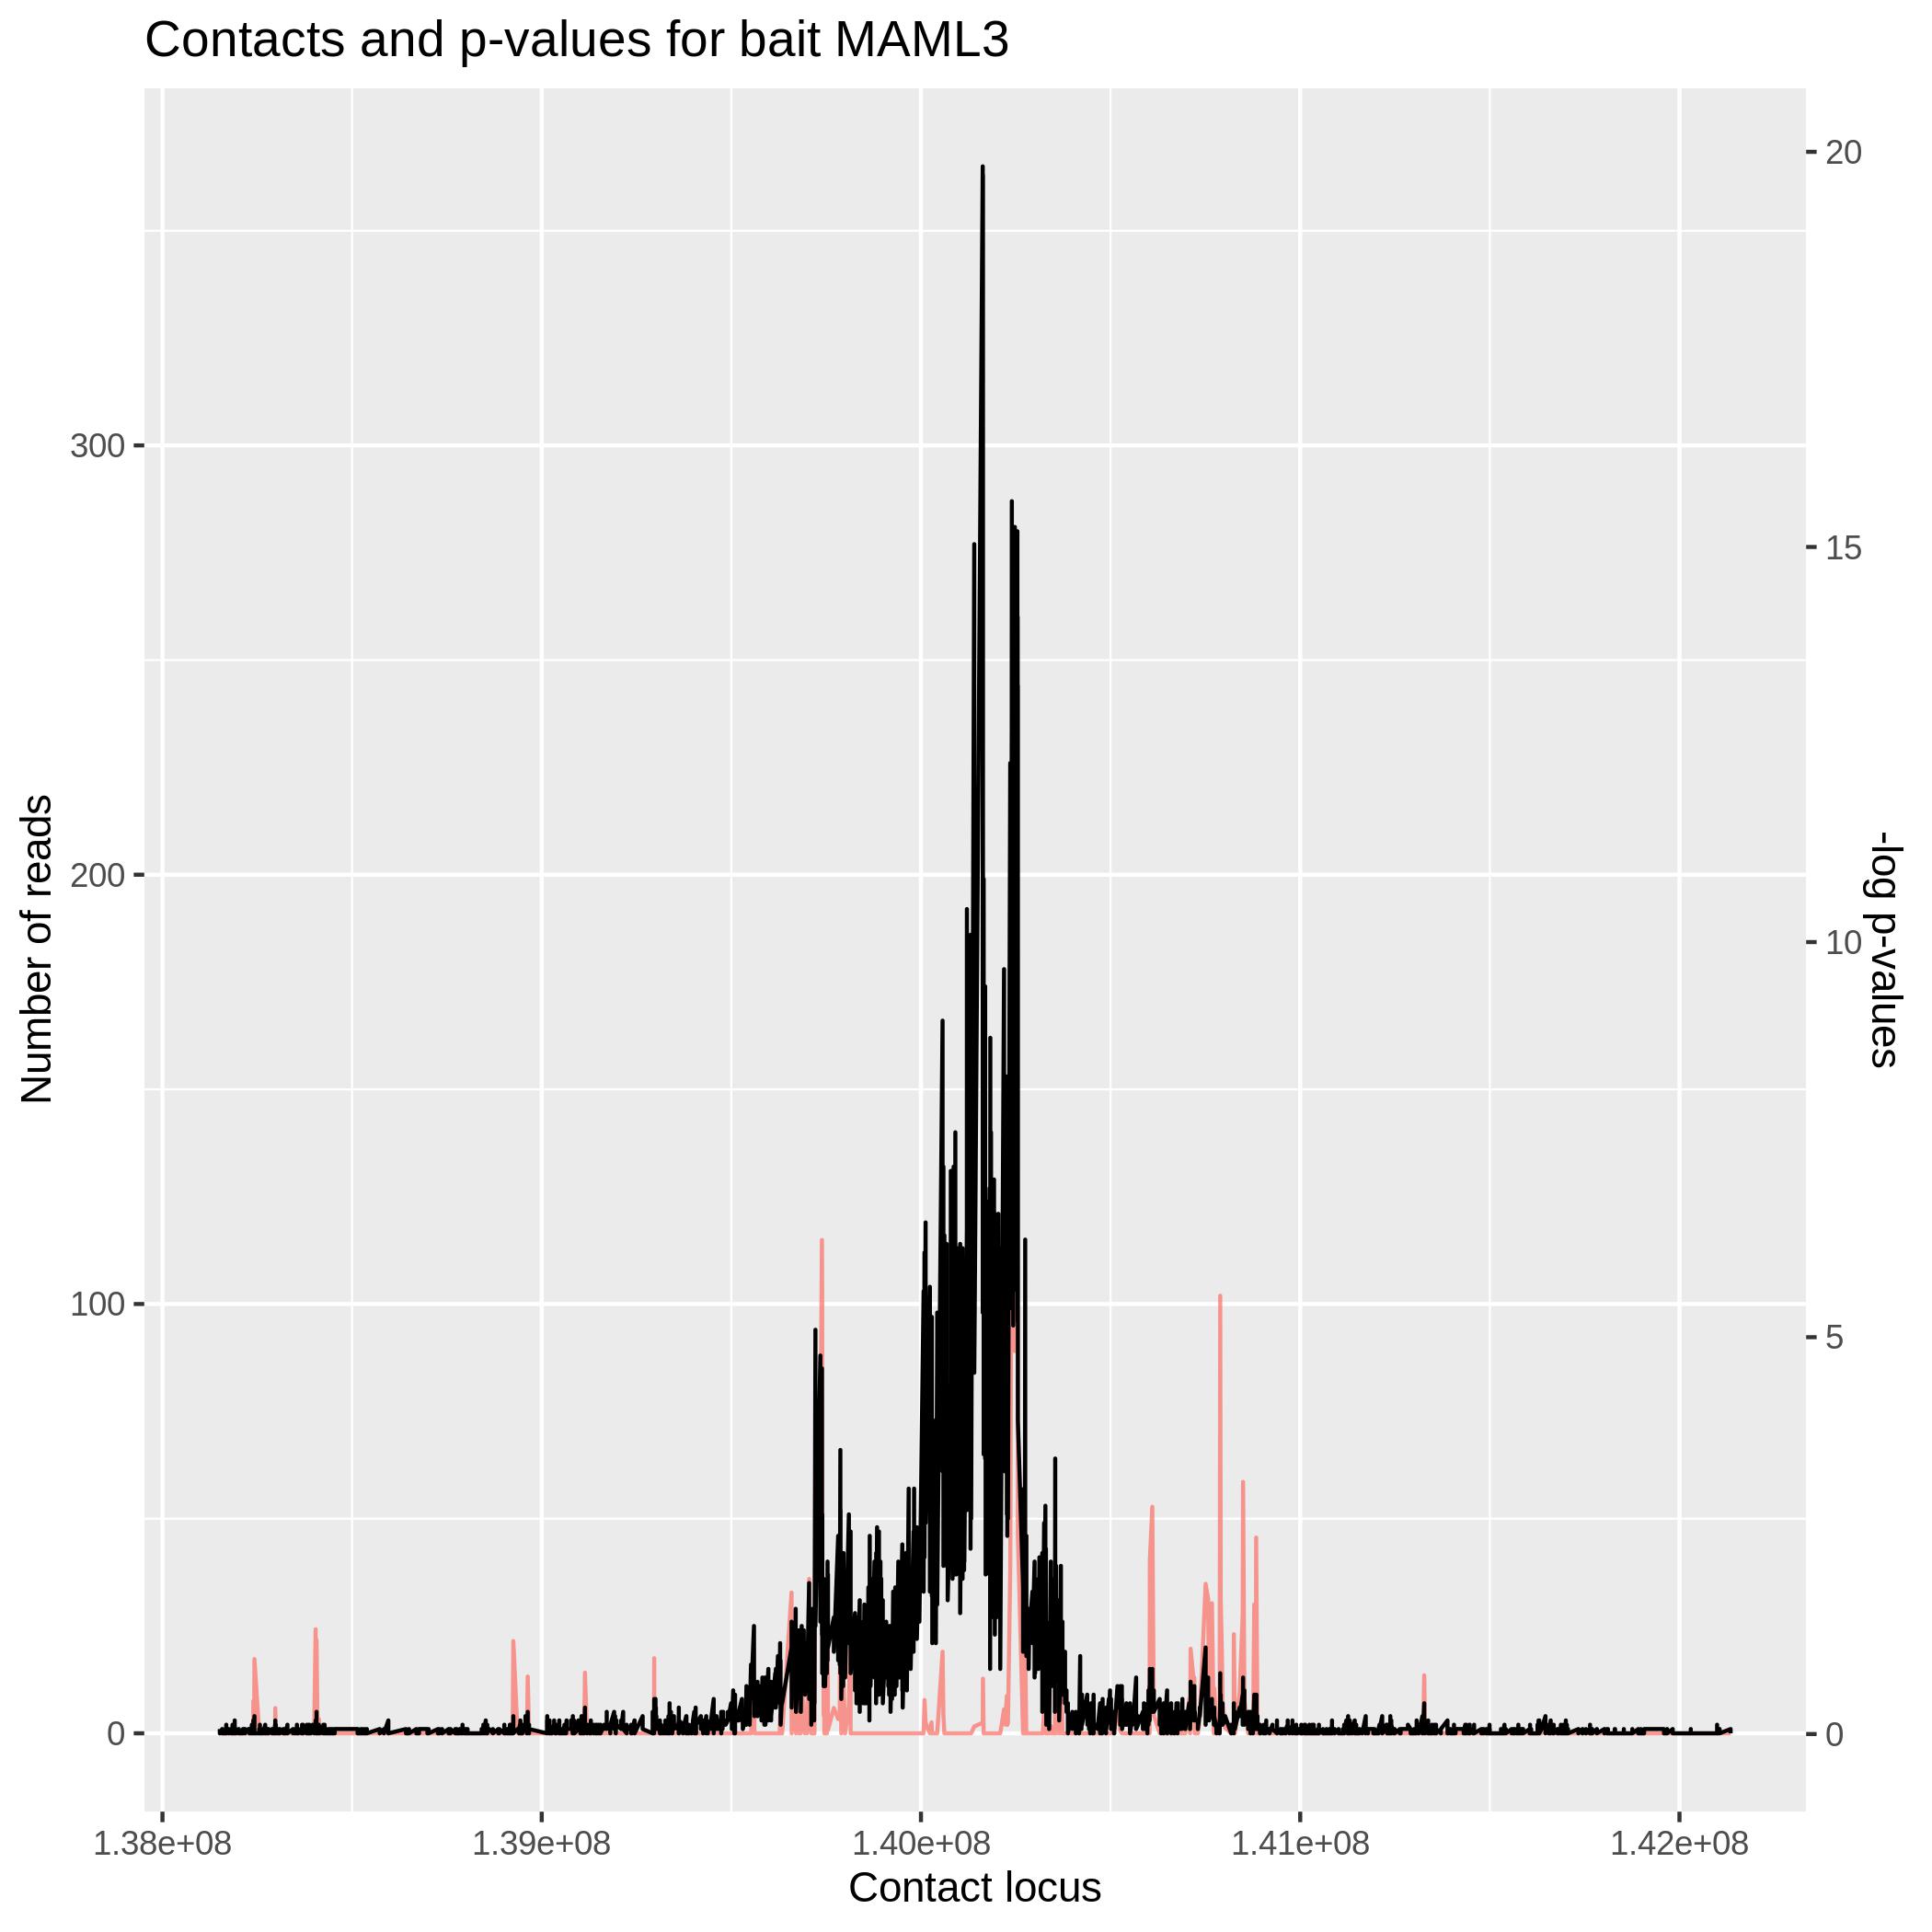 Contacts and p-values for bait MAML3
20
15
10
5
0
-log p-values
300
200
100
0
Number of reads
1.38e+08
1.39e+08
1.40e+08
1.41e+08
1.42e+08
Contact locus